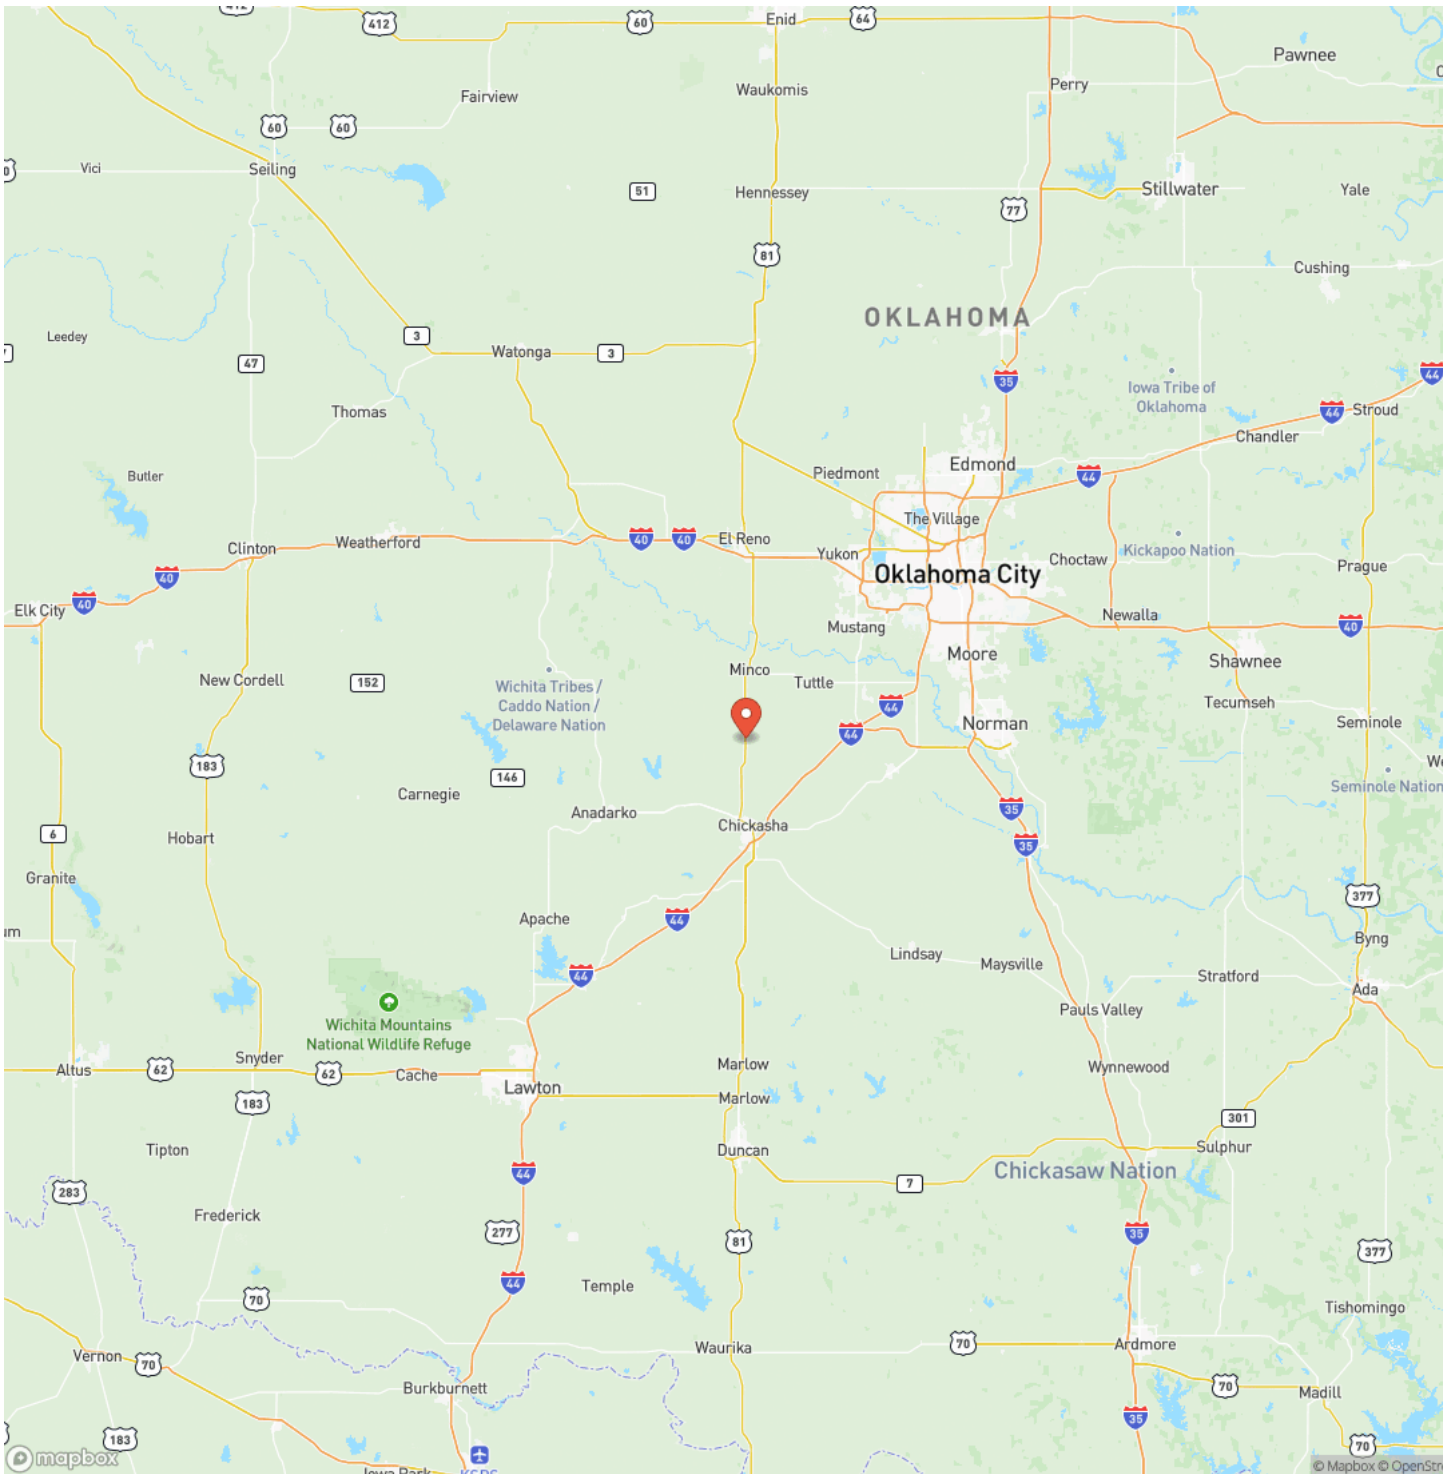 412
412
60
Enid
64
Pawnee
Fairview
Waukomis
Perry
60
60
Vici
Seiling
51
Hennessey
Stillwater
Yale
77
81
Cushing
OKLAHOMA
Leedey
3
Watonga
3
47
35
Iowa Tribe of
Oklahoma
44
44
Stroud
Thomas
Chandler
Butler
Piedmont
Edmond
44
The Village
Clinton
Weatherford
40
40
El Reno
Yukon
Choctaw
Kickapoo Nation
Prague
40
40
Elk City
Oklahoma City
Newalla
40
Mustang
Moore
Shawnee
Minco
Tuttle
New Cordell
152
Wichita Tribes /
Caddo Nation /
Delaware Nation
44
44
Norman
Tecumseh
Seminole
183
146
Carnegie
Anadarko
Chickasha
35
35
We
Seminole Nation
6
Hobart
Granite
377
Apache
44
um
Byng
44
Lindsay
Maysville
Stratford
Ada
Wichita Mountains
National Wildlife Refuge
Pauls Valley
Snyder
Altus
62
62
Cache
Lawton
Marlow
Marlow
Wynnewood
183
301
Tipton
Duncan
Sulphur
283
44
7
Chickasaw Nation
Frederick
277
81
35
377
44
Temple
70
Tishomingo
Vernon
70
Waurika
70
Ardmore
Burkburnett
70
Madill
183
35
70
mapbox
Iowa Park
KSPS
© Mapbox © OpenStre